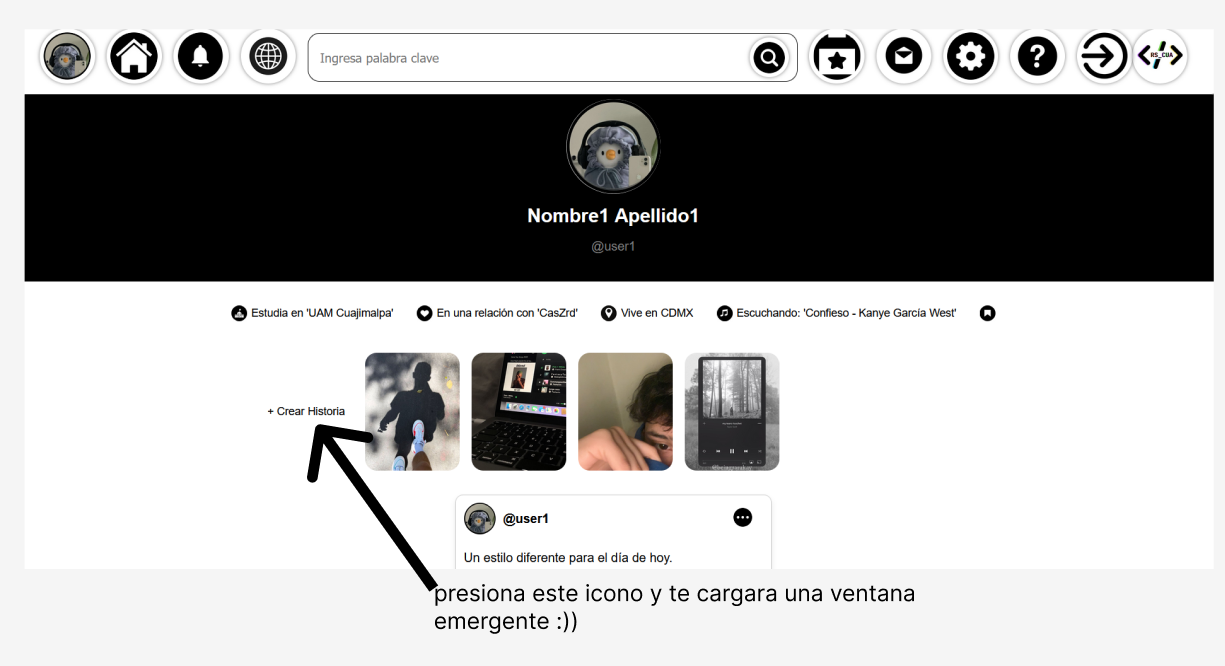 Ingresa palabra clave
?
RS_CUA
Nombre1 Apellido1
@user1
Estudia en 'UAM Cuajimalpa' En una relación con 'CasZrd' Vive en CDMX Escuchando: 'Confieso - Kanye García West'
+ Crear Historia
@user1
Un estilo diferente para el día de hoy.
presiona este icono y te cargara una ventana
emergente :))